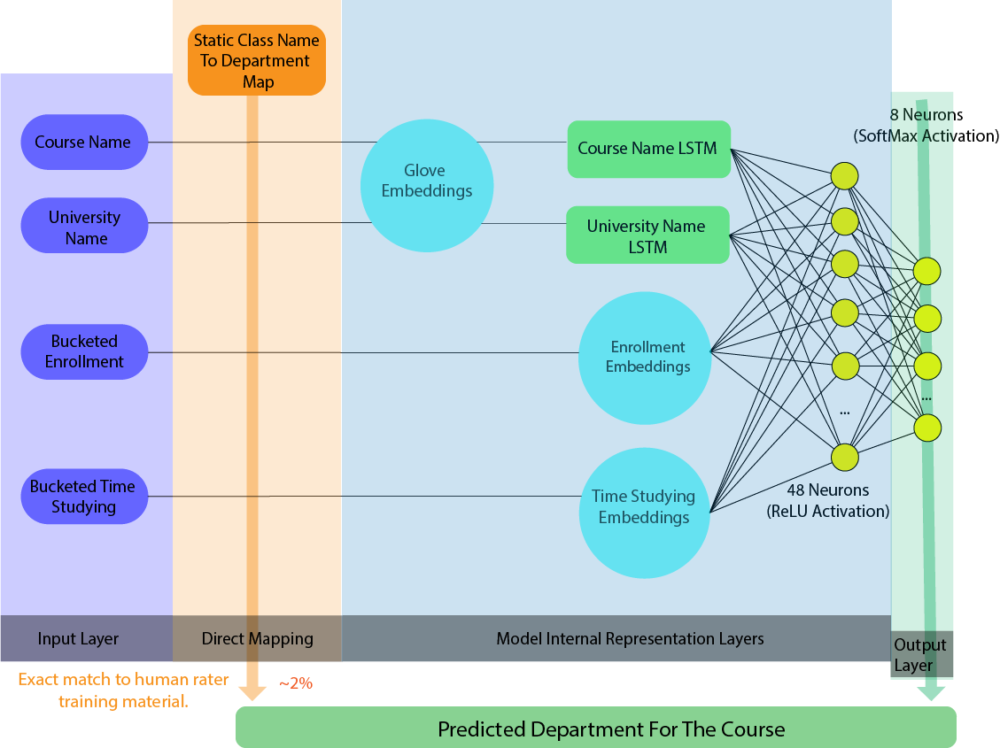 Static Class Name
To Department
Map
8 Neurons
(SoftMax Activation)
Course Name
Glove
Embeddings
Course Name LSTM
University
Name
University Name
LSTM
Bucketed
Enrollment
Enrollment
Embeddings
...
...
Bucketed Time
Studying
Time Studying
Embeddings
48 Neurons
(ReLU Activation)
Input Layer
Direct Mapping
Model Internal Representation Layers
Output
Layer
Exact match to human rater
training material.
~2%
Predicted Department For The Course